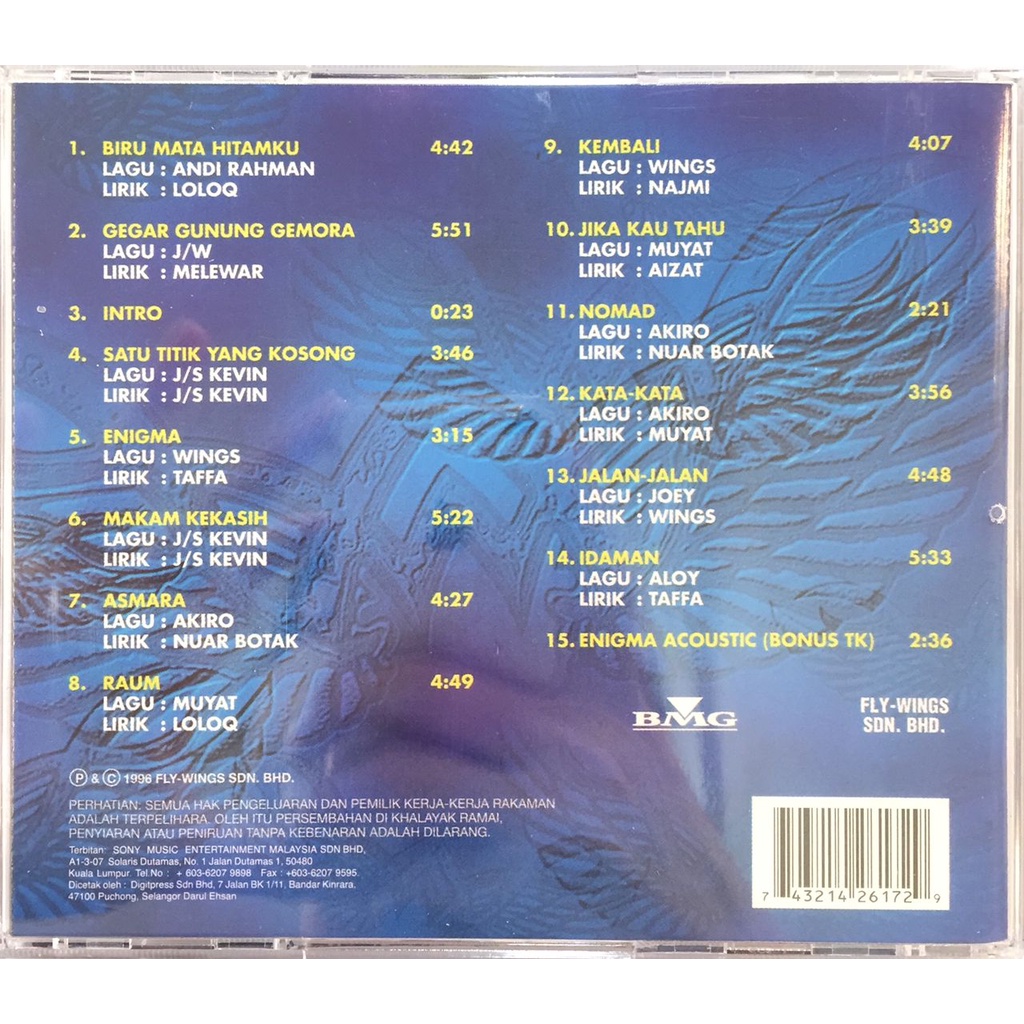 1. BIRU MATA HITAMKU 4:42
LAGU : ANDI RAHMAN
LIRIK : LOLOQ
2. GEGAR GUNUNG GEMORA 5:51
LAGU : J/W
LIRIK : MELEWAR
3. INTRO 0:23
4. SATU TITIK YANG KOSONG 3:46
LAGU : J/S KEVIN
LIRIK : J/S KEVIN
5. ENIGMA 3:15
LAGU : WINGS
LIRIK : TAFFA
6. MAKAM KEKASIH 5:22
LAGU : J/S KEVIN
LIRIK : J/S KEVIN
7. ASMARA 4:27
LAGU : AKIRO
LIRIK : NUAR BOTAK
8. RAUM 4:49
LAGU : MUYAT
LIRIK : LOLOQ
9. KEMBALI 4:07
LAGU : WINGS
LIRIK : NAJMI
10. JIKA KAU TAHU 3:39
LAGU : MUYAT
LIRIK : AIZAT
11. NOMAD 2:21
LAGU : AKIRO
LIRIK : NUAR BOTAK
12. KATA-KATA 3:56
LAGU : AKIRO
LIRIK : MUYAT
13. JALAN-JALAN 4:48
LAGU : JOEY
LIRIK : WINGS
14. IDAMAN 5:33
LAGU : ALOY
LIRIK : TAFFA
15. ENIGMA ACOUSTIC (BONUS TK) 2:36
BMG
FLY-WINGS
SDN. BHD.
Ⓟ & © 1996 FLY-WINGS SDN. BHD.
PERHATIAN: SEMUA HAK PENGELUARAN DAN PEMILIK KERJA-KERJA RAKAMAN
ADALAH TERPELIHARA. OLEH ITU PERSEMBAHAN DI KHALAYAK RAMAI,
PENYIARAN ATAU PENIRUAN TANPA KEBENARAN ADALAH DILARANG.
Terbitan: SONY MUSIC ENTERTAINMENT MALAYSIA SDN BHD,
A1-3-07 Solaris Dutamas, No. 1 Jalan Dutamas 1, 50480
Kuala Lumpur Tel.No : + 603-6207 9898 Fax : +603-6207 9595.
Dicetak oleh : Digitpress Sdn Bhd, 7 Jalan BK 1/11, Bandar Kinrara,
47100 Puchong, Selangor Darul Ehsan
7 43214 26172 9